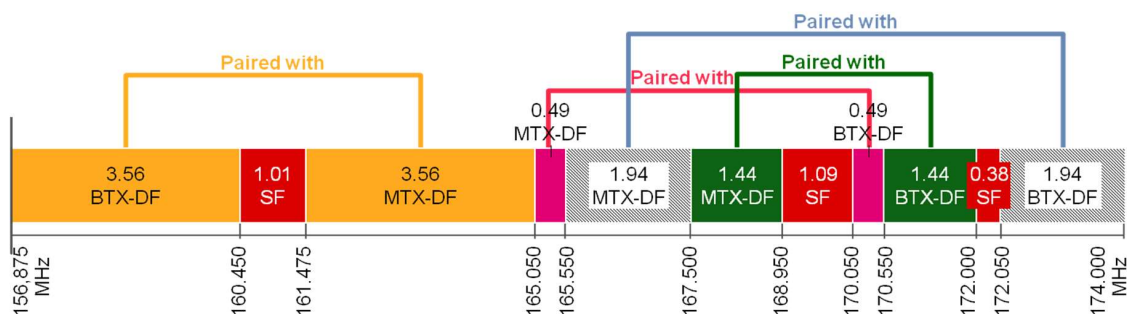 Paired with
Paired with
Paired with
Paired with
0.49
MTX-DF
0.49
BTX-DF
3.56
BTX-DF
1.01
SF
3.56
MTX-DF
1.94
MTX-DF
1.44
MTX-DF
1.09
SF
1.44
BTX-DF
0.38
SF
1.94
BTX-DF
156.875
MHz
160.450
161.475
165.050
165.550
167.500
168.950
170.050
170.550
172.000
172.050
174.000
MHz